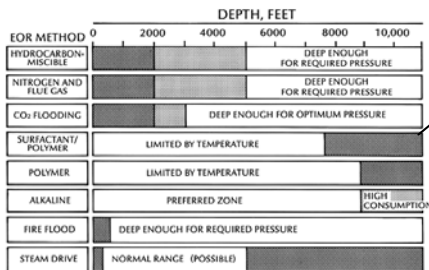 DEPTH, FEET
EOR METHOD 0 2000 4000 6000 8000 10,000
HYDROCARBON-
MISCIBLE
DEEP ENOUGH
FOR REQUIRED PRESSURE
NITROGEN AND
FLUE GAS
DEEP ENOUGH
FOR REQUIRED PRESSURE
CO₂ FLOODING
DEEP ENOUGH FOR OPTIMUM PRESSURE
SURFACTANT/
POLYMER
LIMITED BY TEMPERATURE
POLYMER
LIMITED BY TEMPERATURE
ALKALINE
PREFERRED ZONE
HIGH
CONSUMPTION
FIRE FLOOD
DEEP ENOUGH FOR REQUIRED PRESSURE
STEAM DRIVE
NORMAL RANGE (POSSIBLE)